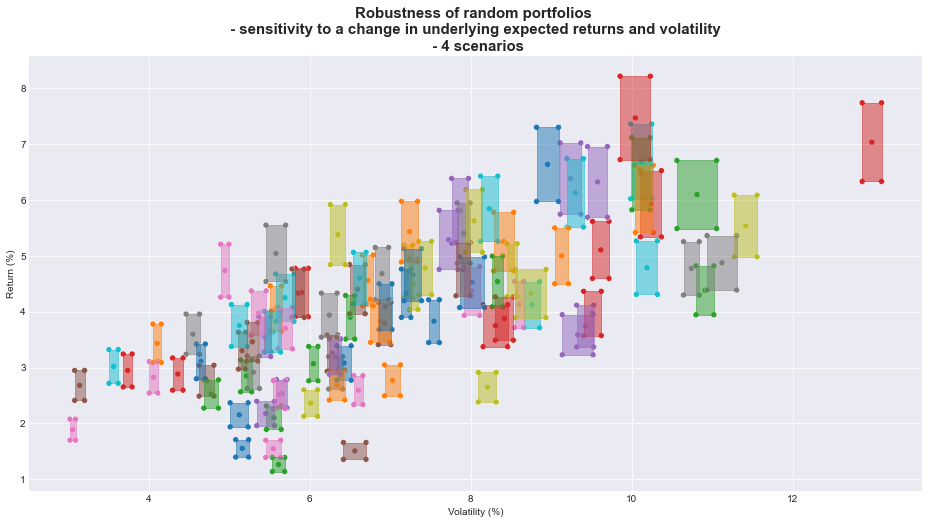 Robustness of random portfolios
- sensitivity to a change in underlying expected returns and volatility
- 4 scenarios
8
7
6
5
4
3
2
1
Return (%)
4 6 8 10 12
Volatility (%)